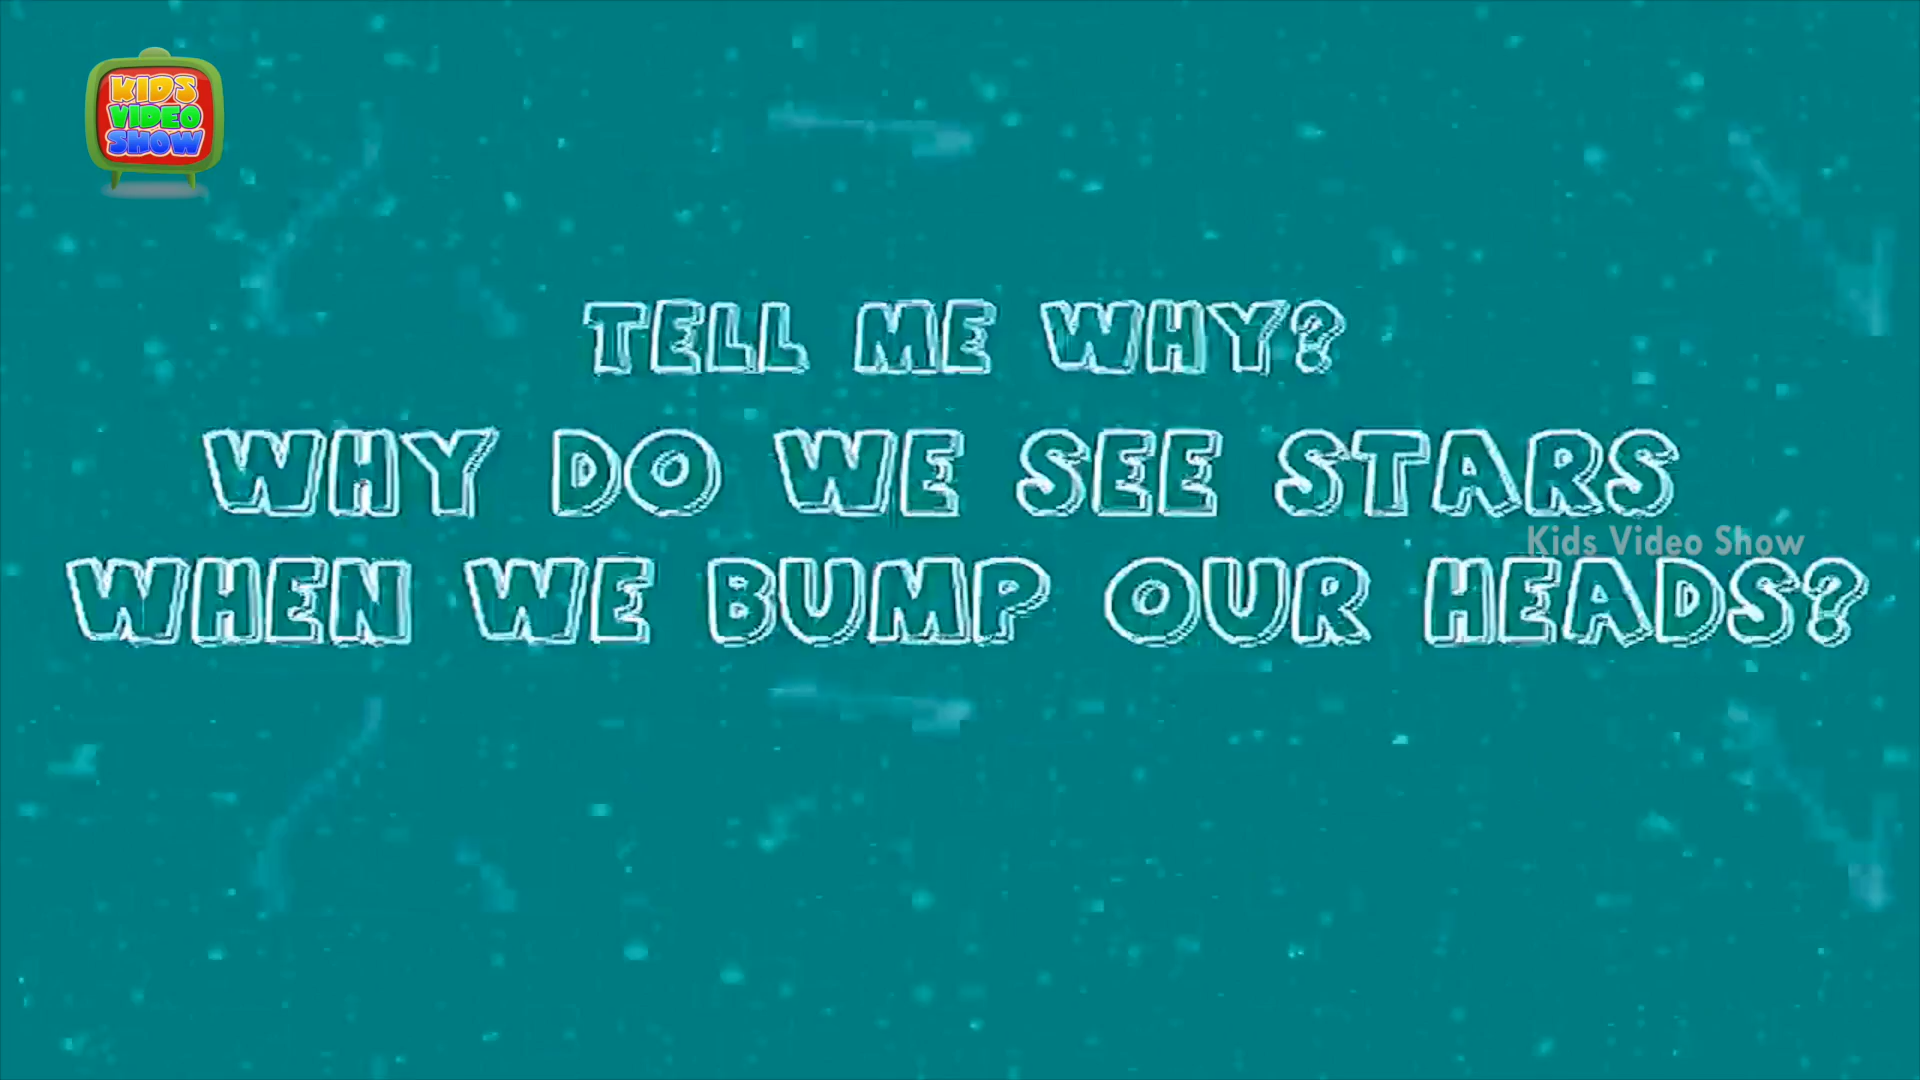 KIDS
VIDEO
SHOW
TELL ME WHY?
WHY DO WE SEE STARS
Kids Video Show
WHEN WE BUMP OUR HEADS?